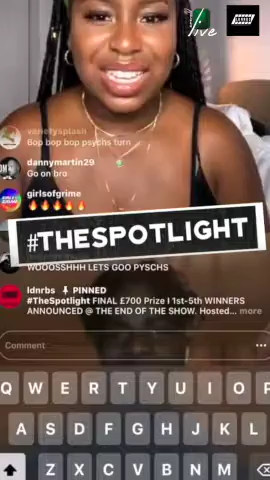 live
venelysplash
bop bop bop psychs turn
dannymartin29
Go on bro
girlsofgrime
🔥🔥🔥🔥🔥
#THESPOTLIGHT
WOOOSSHHH LETS GOO PYSCHS
ldnrbs PINNED
#TheSpotlight FINAL £700 Prize I 1st-5th WINNERS
ANNOUNCED @ THE END OF THE SHOW. Hosted... more
Comment
Q W E R T Y U I O P
A S D F G H J K L
Z X C V B N M